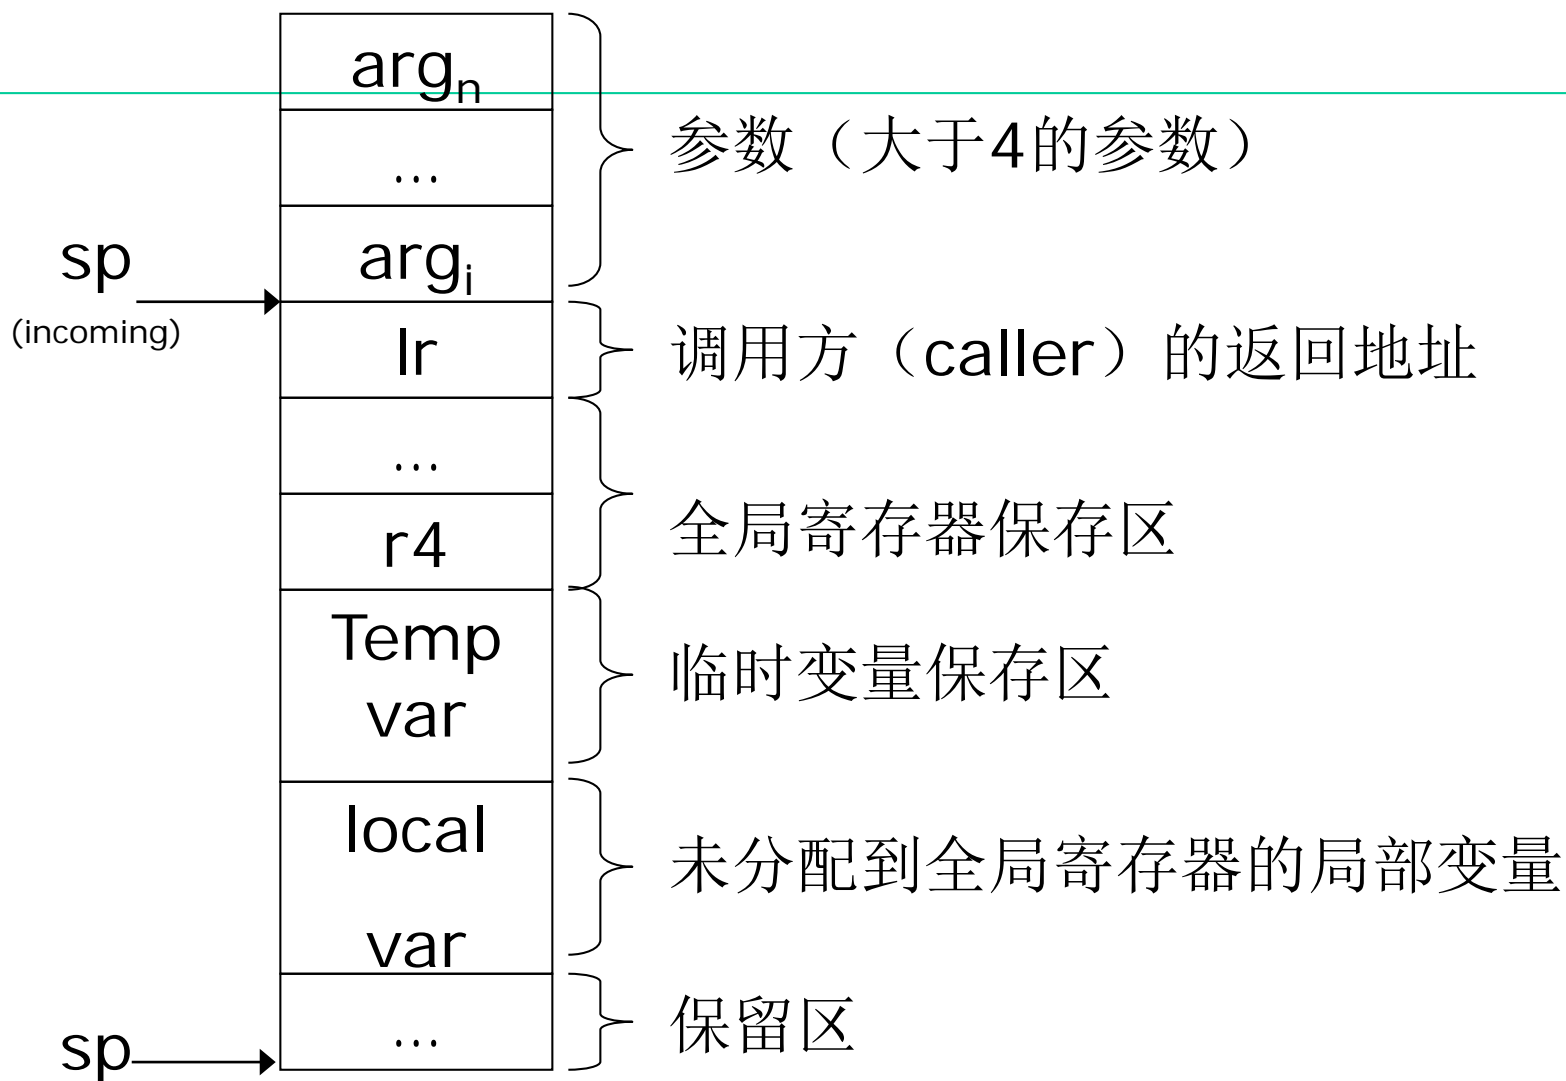 arg_n
...
参数（大于4的参数）
sp
arg_i
(incoming)
lr
调用方（caller）的返回地址
...
r4
全局寄存器保存区
Temp
var
临时变量保存区
local
var
未分配到全局寄存器的局部变量
sp
...
保留区